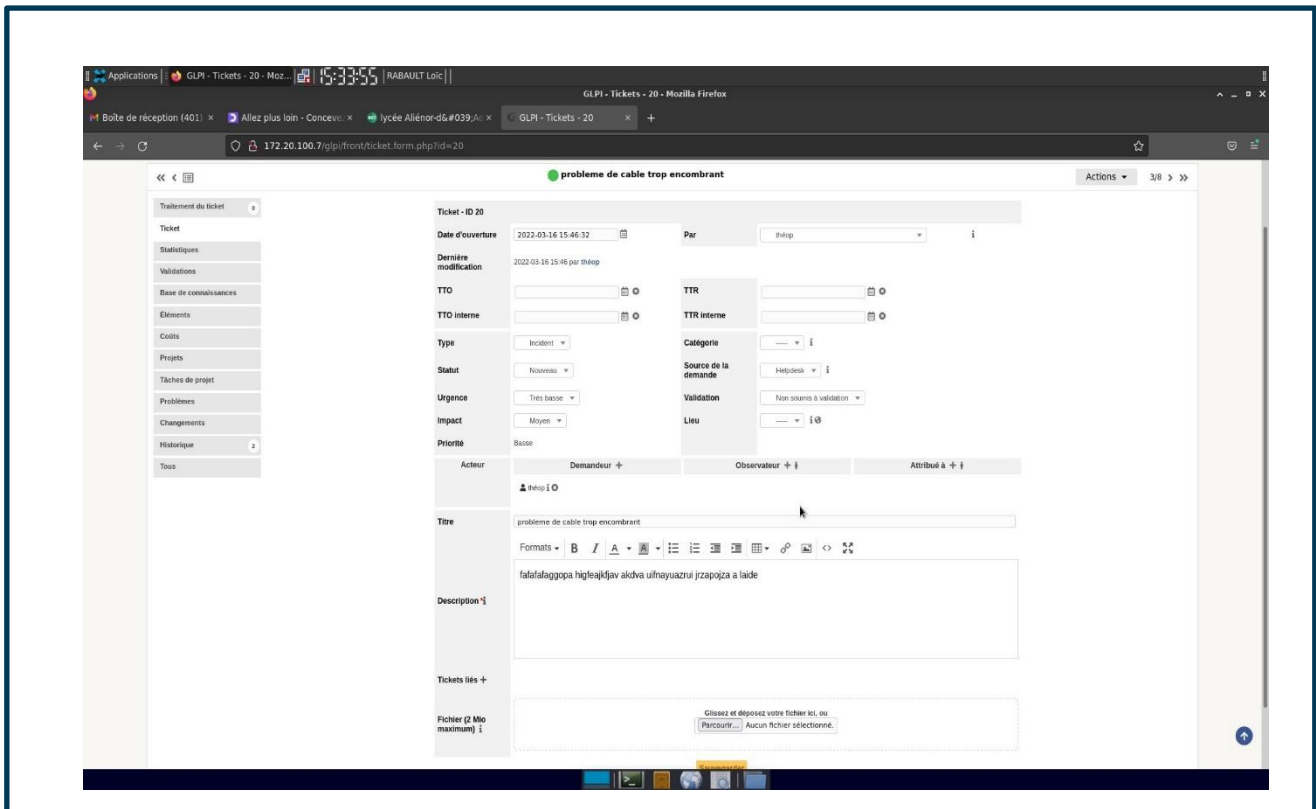 Applications GLPI - Tickets - 20 - Moz... 15:33:55 RABAULT Loïc
GLPI - Tickets - 20 - Mozilla Firefox
Boîte de réception (401) Allez plus loin - Conceve. lycée Aliénor-d&#039;Ac GLPI - Tickets - 20
172.20.100.7/glpi/front/ticket.form.php?id=20
probleme de cable trop encombrant Actions 3/8
Traitement du ticket 0
Ticket
Statistiques
Validations
Base de connaissances
Éléments
Coûts
Projets
Tâches de projet
Problèmes
Changements
Historique 2
Tous
Ticket - ID 20
Date d'ouverture 2022-03-16 15:46:32 Par théop
Dernière modification 2022-03-16 15:46 par théop
TTO TTR
TTO interne TTR interne
Type Incident Catégorie -----
Statut Nouveau Source de la demande Helpdesk
Urgence Très basse Validation Non soumis à validation
Impact Moyen Lieu -----
Priorité Basse
Acteur Demandeur + Observateur + Attribué à +
théop
Titre probleme de cable trop encombrant
Formats B I A A
fafafafaggopa higfeajkfjav akdva uifnayuazrui jrzapojza a laide
Description *
Tickets liés +
Glissez et déposez votre fichier ici, ou
Fichier (2 Mio maximum) Parcourir... Aucun fichier sélectionné.
Sauvegarder